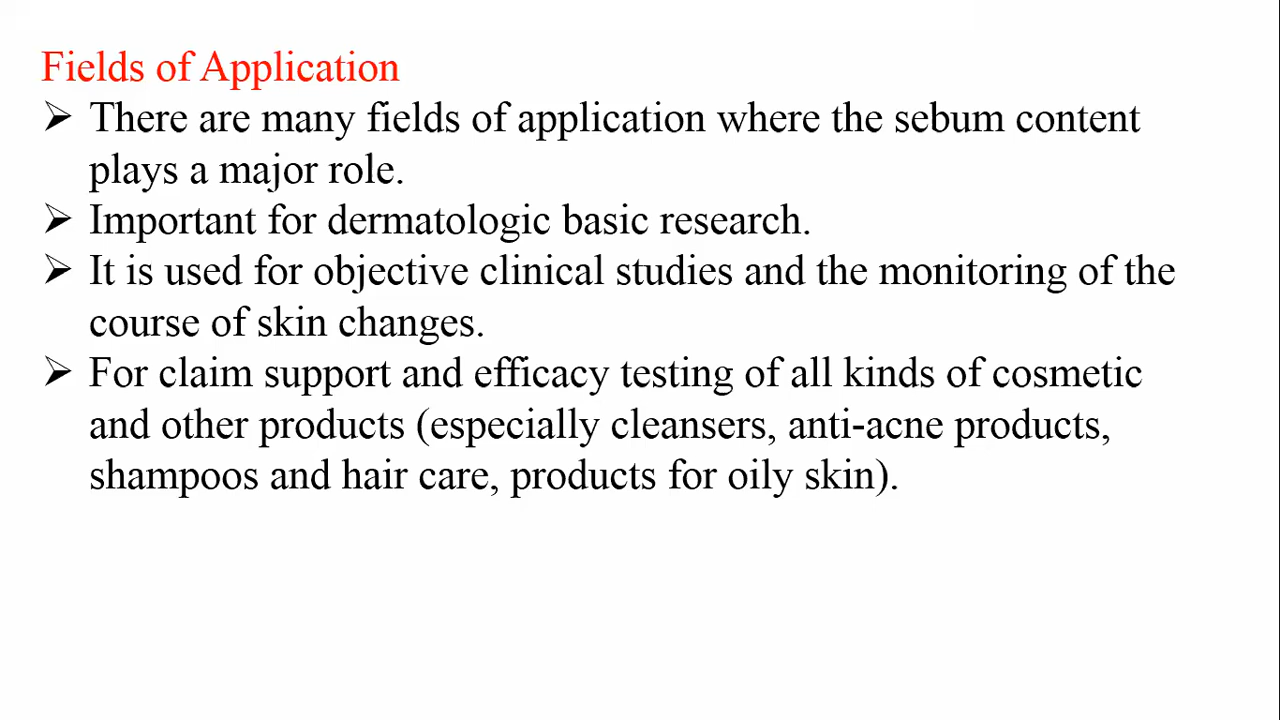 Fields of Application
➢ There are many fields of application where the sebum content
plays a major role.
➢ Important for dermatologic basic research.
➢ It is used for objective clinical studies and the monitoring of the
course of skin changes.
➢ For claim support and efficacy testing of all kinds of cosmetic
and other products (especially cleansers, anti-acne products,
shampoos and hair care, products for oily skin).